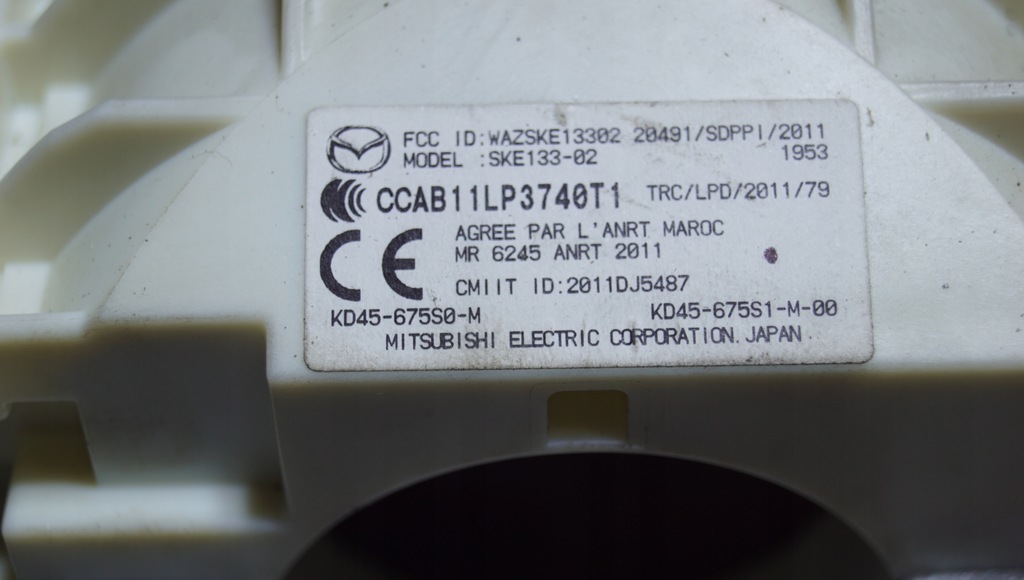 FCC ID:WAZSKE13302 20491/SDPPI/2011
MODEL :SKE133-02 1953
CCAB11LP3740T1 TRC/LPD/2011/79
CE AGREE PAR L'ANRT MAROC
MR 6245 ANRT 2011
CMIIT ID:2011DJ5487
KD45-675S0-M KD45-675S1-M-00
MITSUBISHI ELECTRIC CORPORATION. JAPAN